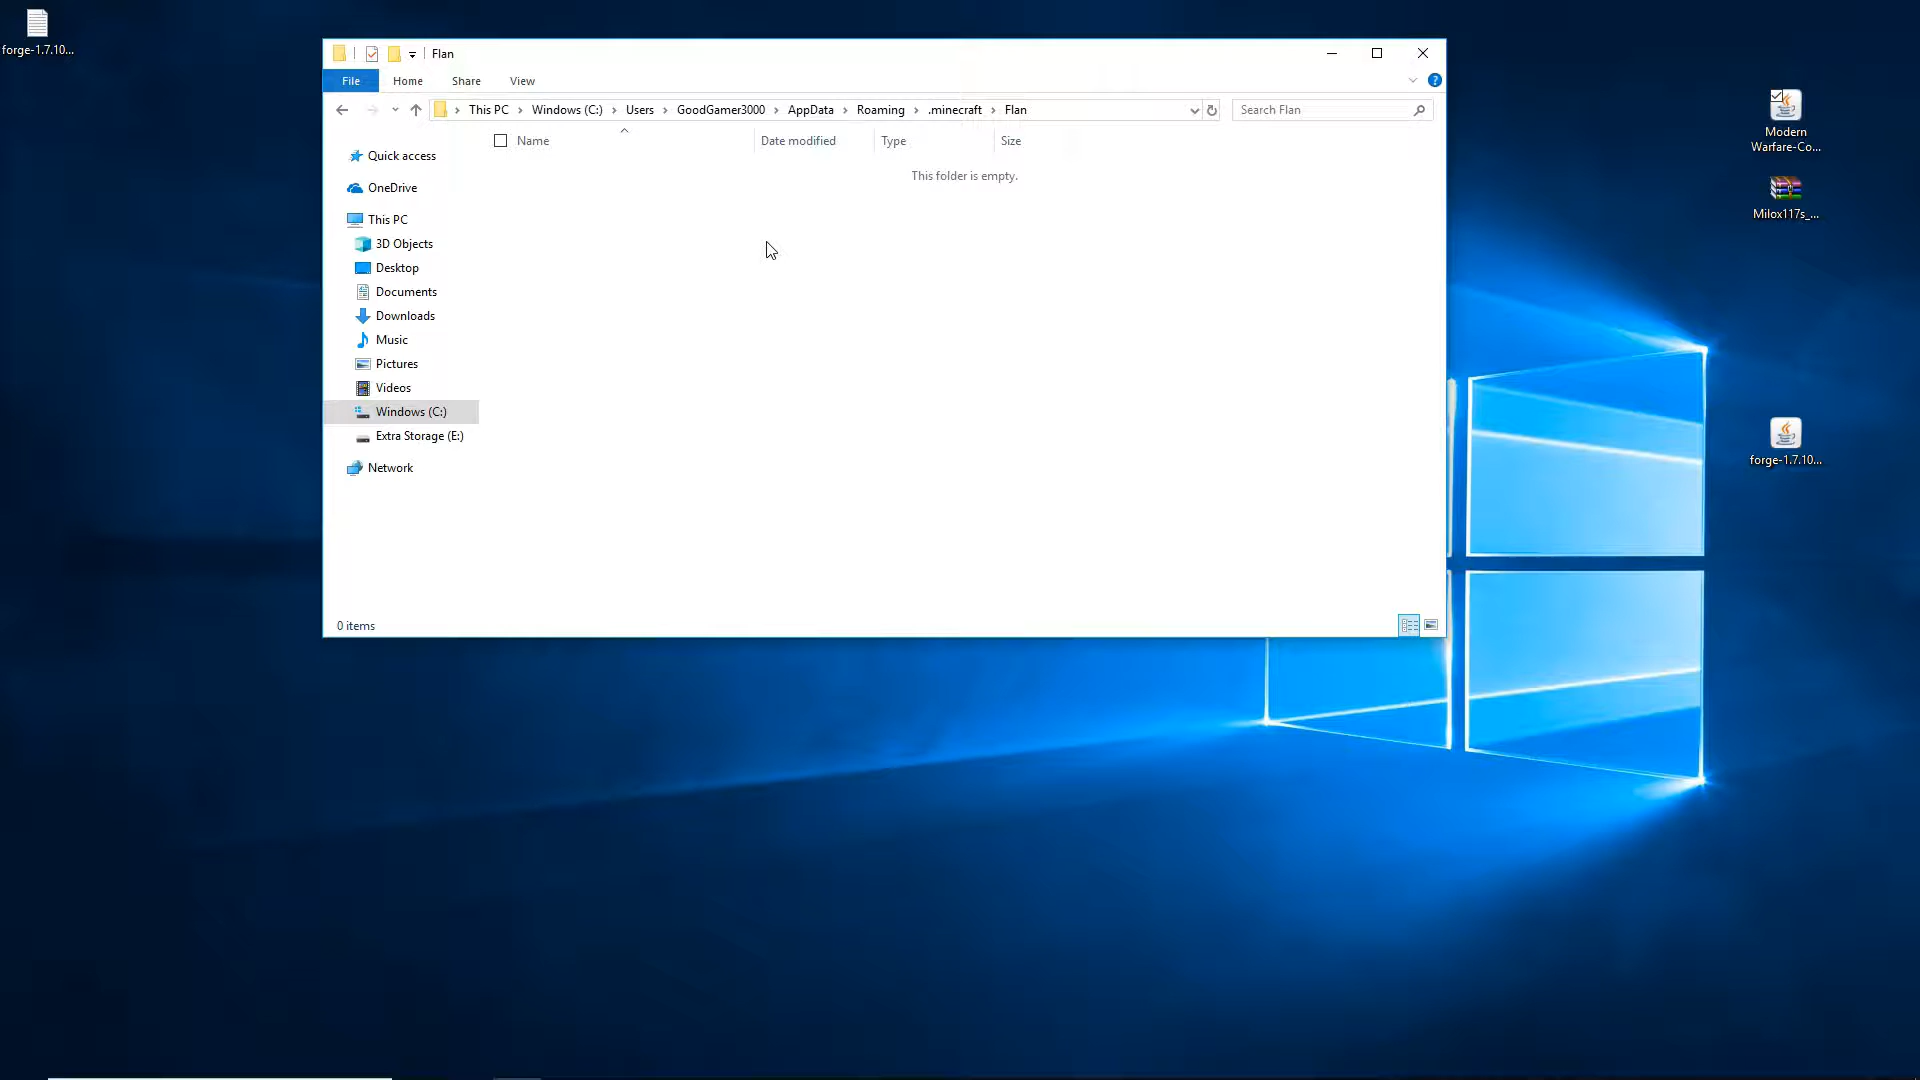 forge-1.7.10...
Flan
File Home Share View
This PC Windows (C:) Users GoodGamer3000 AppData Roaming .minecraft Flan
Search Flan
Name Date modified Type Size
This folder is empty.
Quick access
OneDrive
This PC
3D Objects
Desktop
Documents
Downloads
Music
Pictures
Videos
Windows (C:)
Extra Storage (E:)
Network
0 items
Modern
Warfare-Co...
Milox117s_...
forge-1.7.10...